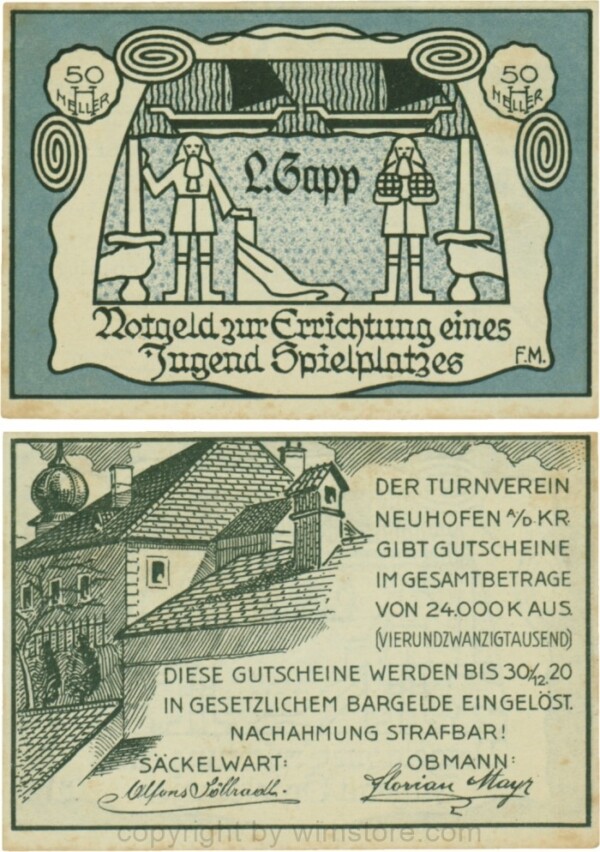 50
HELLER
50
HELLER
L. Gapp
Notgeld zur Errichtung eines
Jugend Spielplatzes
F.M.
DER TURNVEREIN
NEUHOFEN A/D. KR.
GIBT GUTSCHEINE
IM GESAMTBETRAGE
VON 24.000 K AUS.
(VIERUNDZWANZIGTAUSEND)
DIESE GUTSCHEINE WERDEN BIS 30/12.20
IN GESETZLICHEM BARGELDE EINGELÖST.
NACHAHMUNG STRAFBAR!
SÄCKELWART: OBMANN:
Alfons Florian Mayr
copyright by wimstore.com